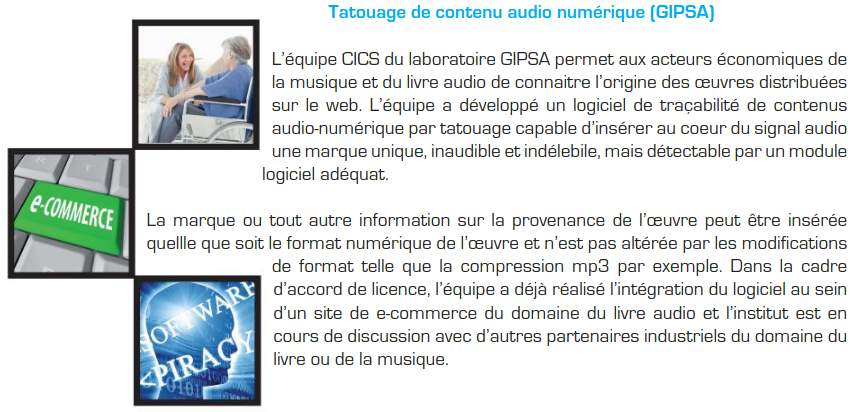 Tatouage de contenu audio numérique (GIPSA)
L'équipe CICS du laboratoire GIPSA permet aux acteurs économiques de
la musique et du livre audio de connaitre l'origine des œuvres distribuées
sur le web. L'équipe a développé un logiciel de traçabilité de contenus
audio-numérique par tatouage capable d'insérer au coeur du signal audio
une marque unique, inaudible et indélebile, mais détectable par un module
logiciel adéquat.
e-COMMERCE
La marque ou tout autre information sur la provenance de l'œuvre peut être insérée
quellle que soit le format numérique de l'œuvre et n'est pas altérée par les modifications
de format telle que la compression mp3 par exemple. Dans la cadre
d'accord de licence, l'équipe a déjà réalisé l'intégration du logiciel au sein
d'un site de e-commerce du domaine du livre audio et l'institut est en
cours de discussion avec d'autres partenaires industriels du domaine du
livre ou de la musique.
SOFTWARE
PIRACY